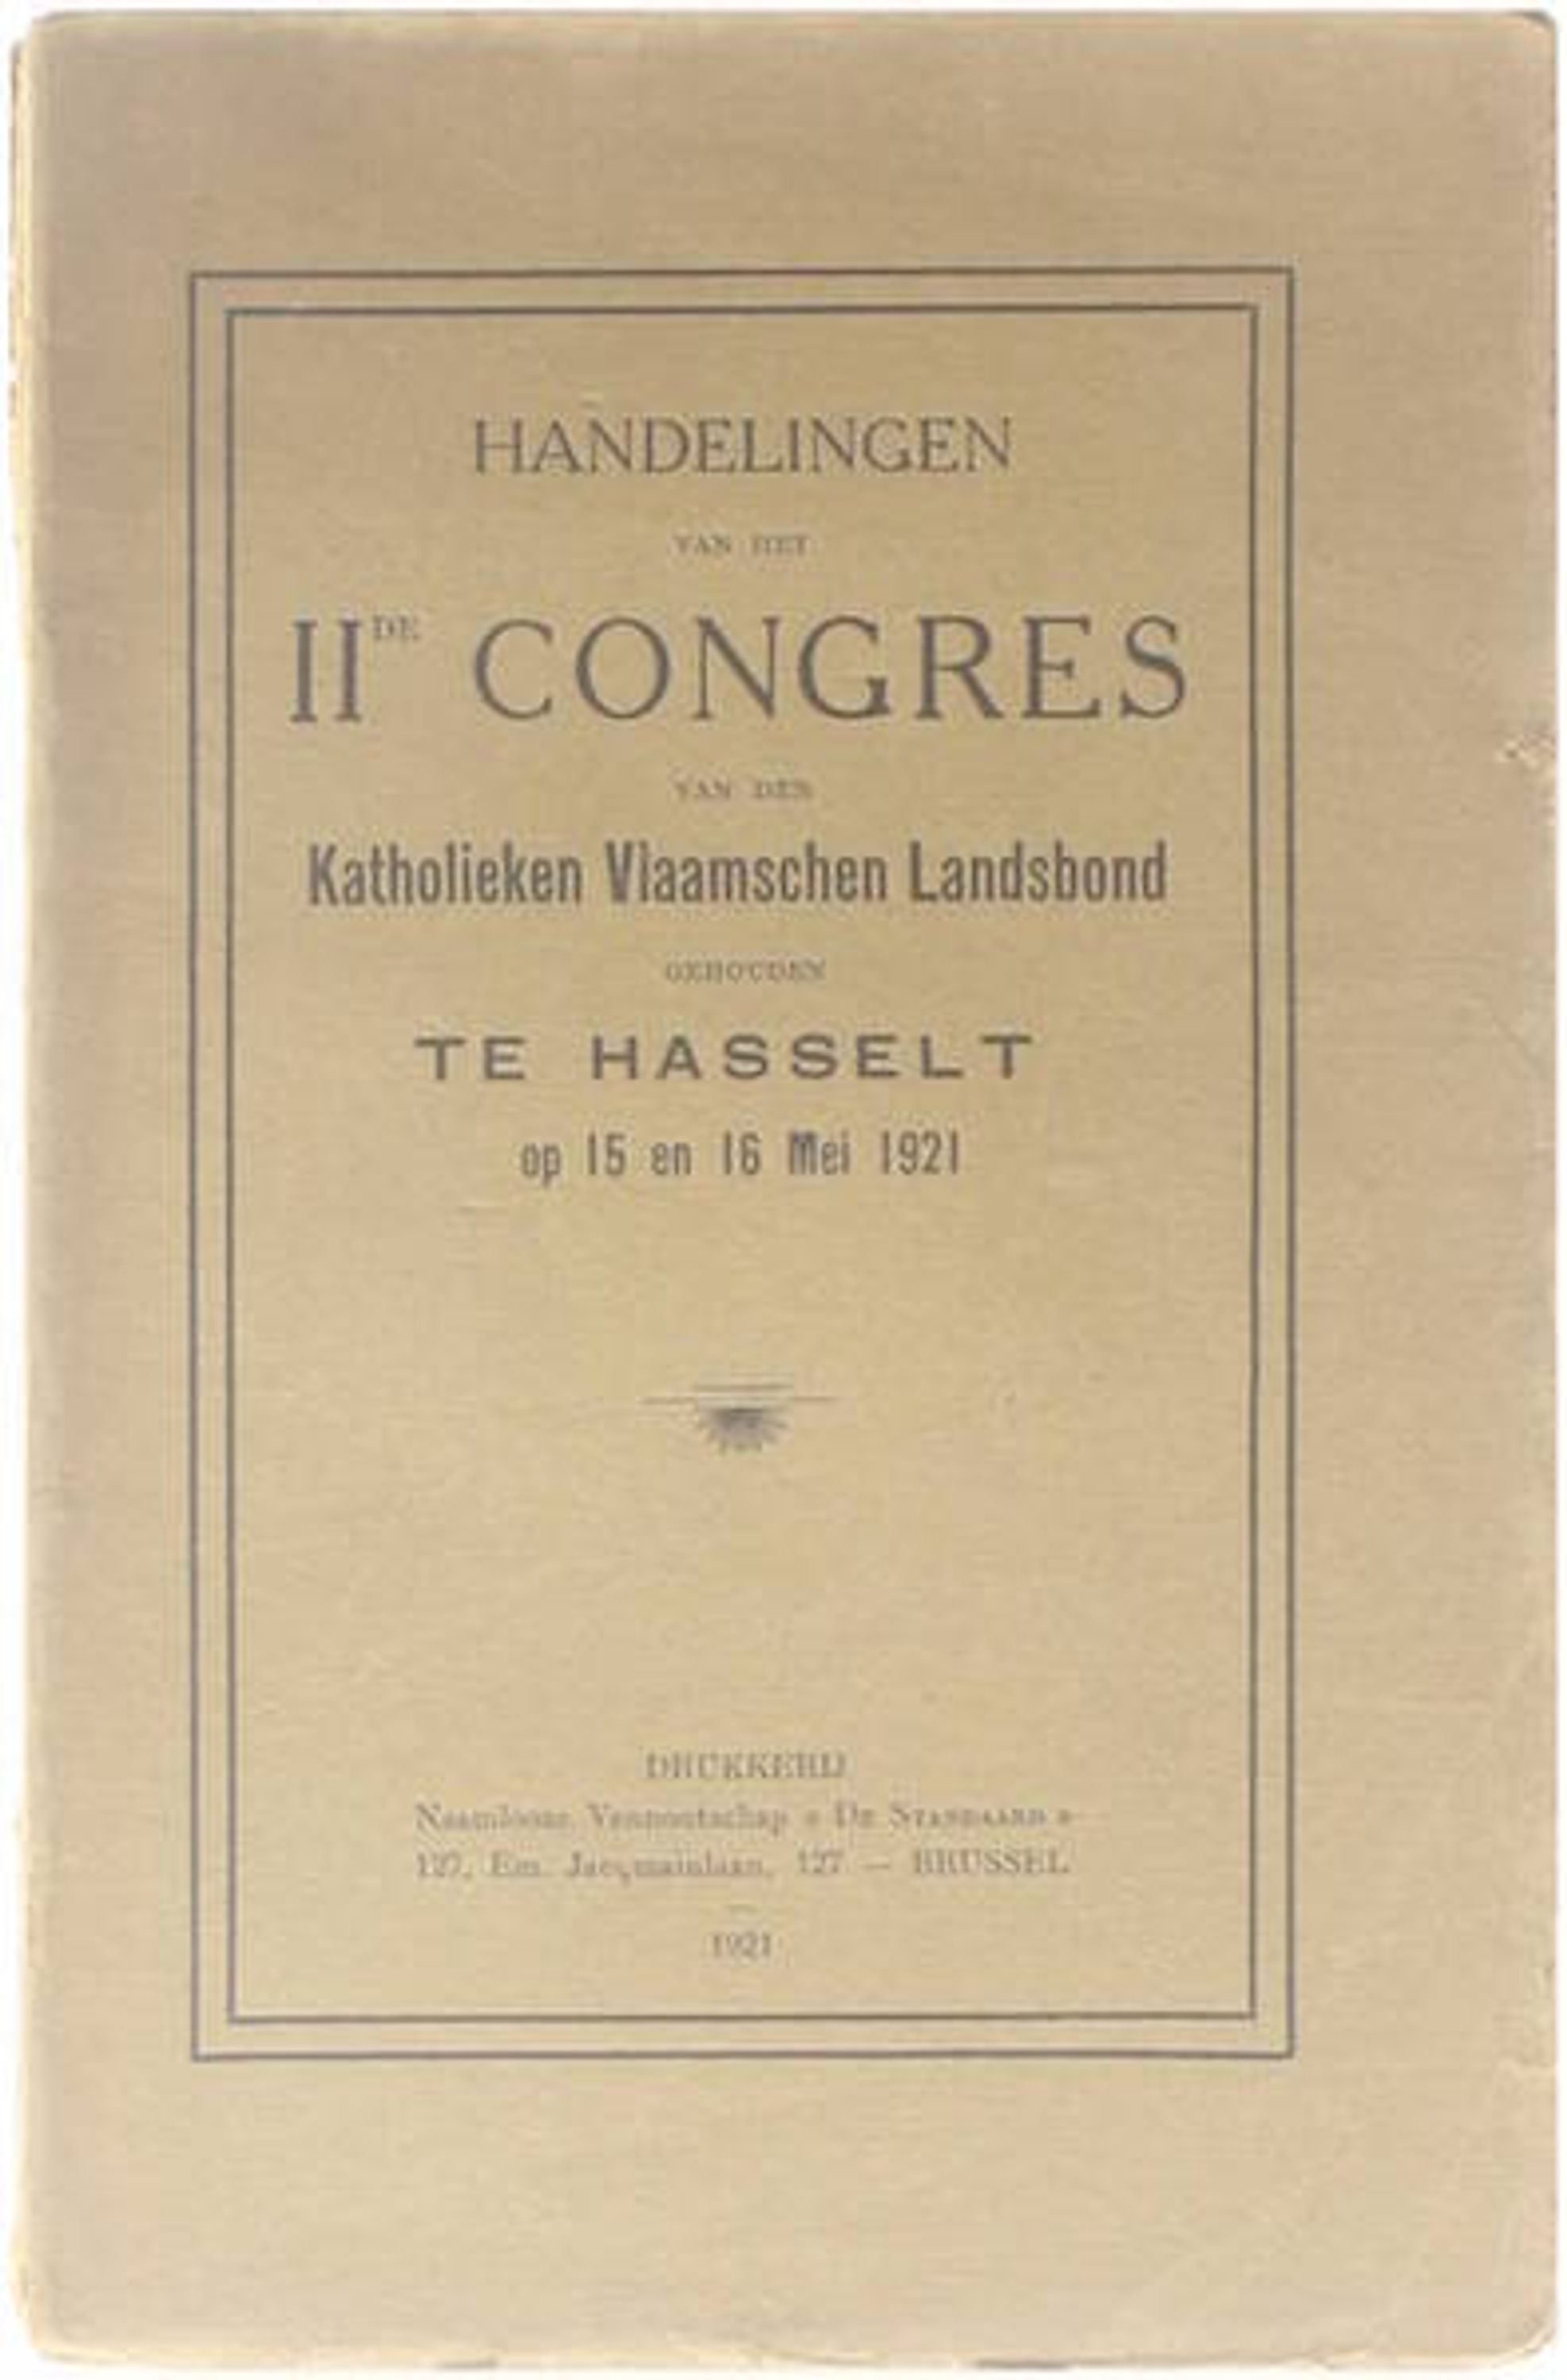 HANDELINGEN
VAN HET
IIDE CONGRES
VAN DEN
Katholieken Vlaamschen Landsbond
GEHOUDEN
TE HASSELT
op 15 en 16 Mei 1921
DRUKKERIJ
Naamlooze Vennootschap « De Standaard »
127, Em. Jacqmainlaan, 127 — BRUSSEL
1921